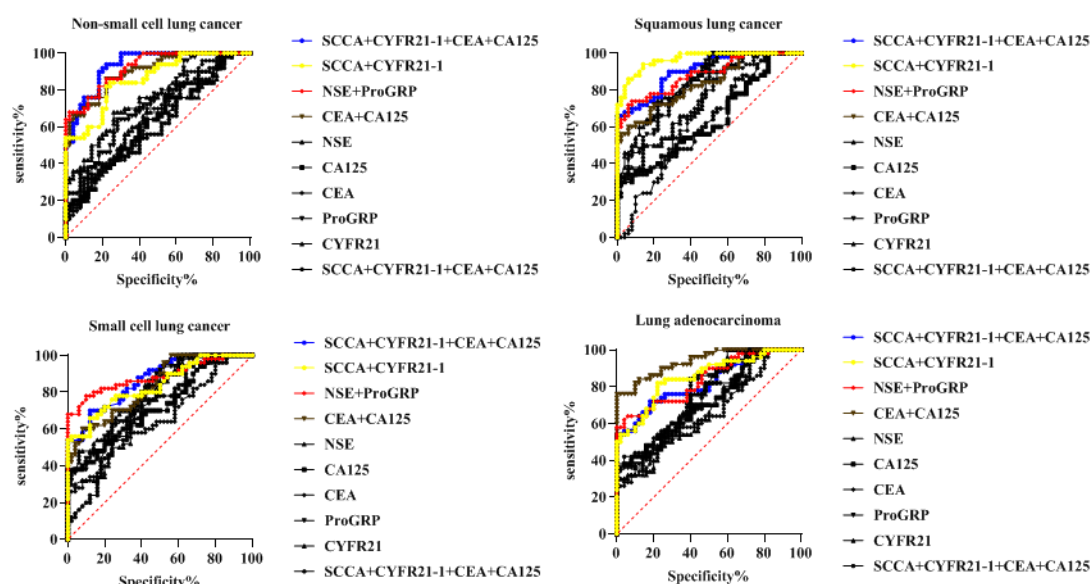 Non-small cell lung cancer
sensitivity%
100
80
60
40
20
0
0 20 40 60 80 100
Specificity%
SCCA+CYFR21-1+CEA+CA125
SCCA+CYFR21-1
NSE+ProGRP
CEA+CA125
NSE
CA125
CEA
ProGRP
CYFR21
SCCA+CYFR21-1+CEA+CA125
Squamous lung cancer
sensitivity%
100
80
60
40
20
0
0 20 40 60 80 100
Specificity%
SCCA+CYFR21-1+CEA+CA125
SCCA+CYFR21-1
NSE+ProGRP
CEA+CA125
NSE
CA125
CEA
ProGRP
CYFR21
SCCA+CYFR21-1+CEA+CA125
Small cell lung cancer
sensitivity%
100
80
60
40
20
0
0 20 40 60 80 100
Specificity%
SCCA+CYFR21-1+CEA+CA125
SCCA+CYFR21-1
NSE+ProGRP
CEA+CA125
NSE
CA125
CEA
ProGRP
CYFR21
SCCA+CYFR21-1+CEA+CA125
Lung adenocarcinoma
sensitivity%
100
80
60
40
20
0
0 20 40 60 80 100
Specificity%
SCCA+CYFR21-1+CEA+CA125
SCCA+CYFR21-1
NSE+ProGRP
CEA+CA125
NSE
CA125
CEA
ProGRP
CYFR21
SCCA+CYFR21-1+CEA+CA125